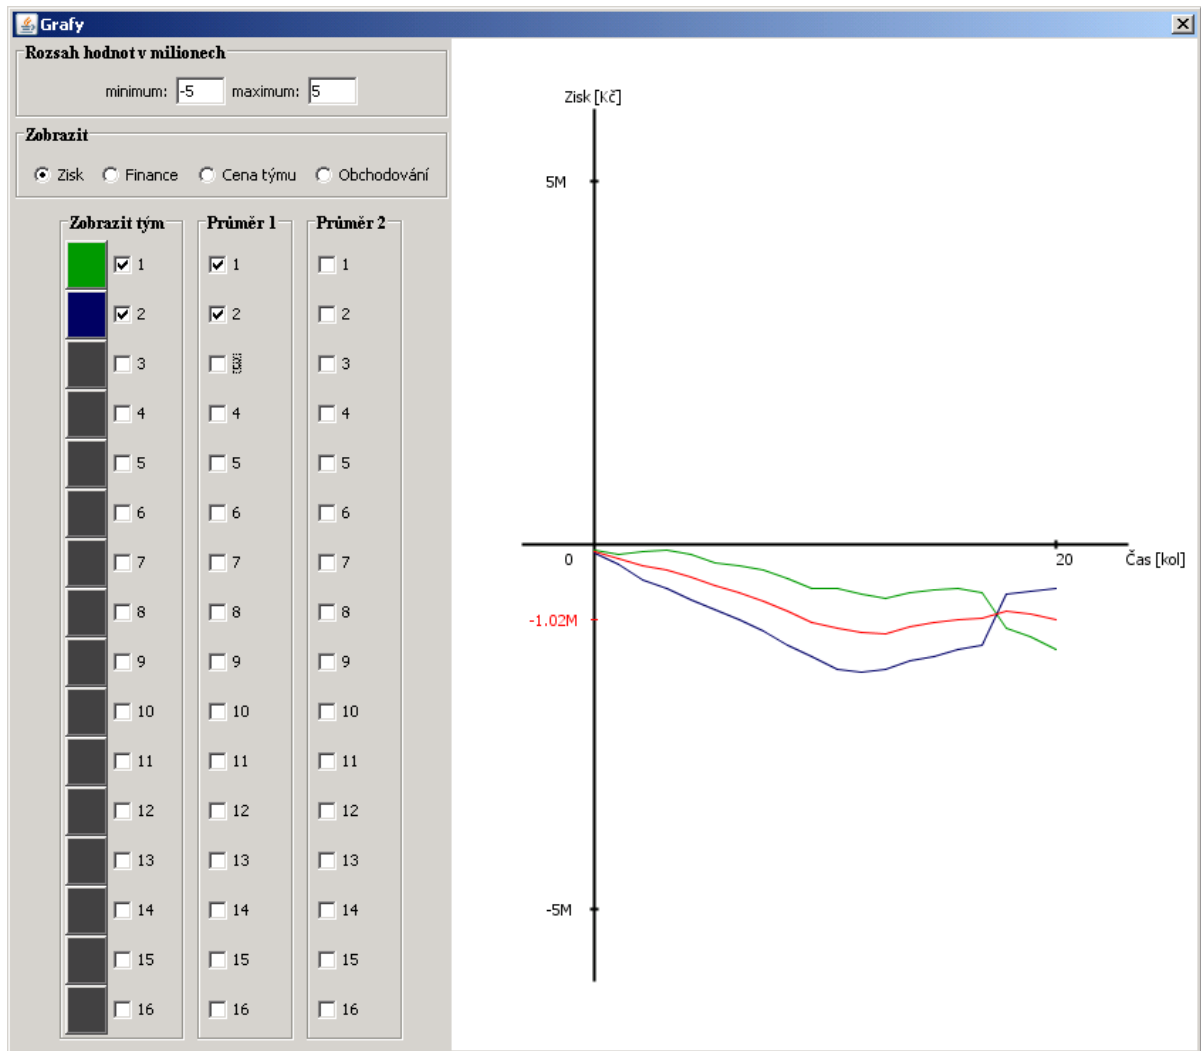 Grafy
Rozsah hodnot v milionech
minimum: -5 maximum: 5
Zobrazit
Zisk Finance Cena týmu Obchodování
Zobrazit tým Průměr 1 Průměr 2
1 1 1
2 2 2
3 3 3
4 4 4
5 5 5
6 6 6
7 7 7
8 8 8
9 9 9
10 10 10
11 11 11
12 12 12
13 13 13
14 14 14
15 15 15
16 16 16
Zisk [Kč]
5M
0 20 Čas [kol]
-1.02M
-5M